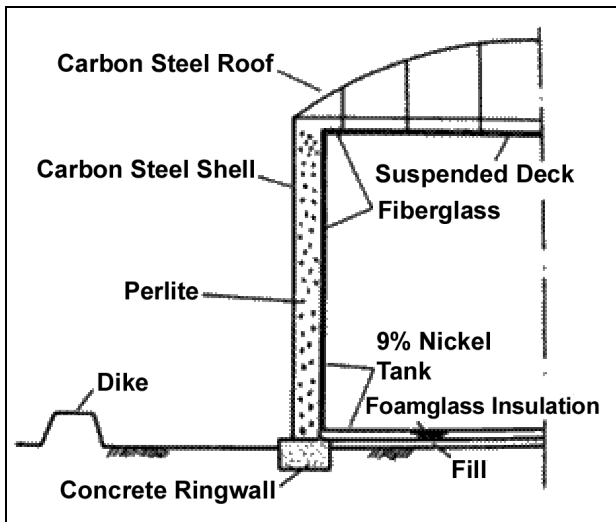 Carbon Steel Roof
Carbon Steel Shell
Suspended Deck
Fiberglass
Perlite
9% Nickel
Tank
Dike
Foamglass Insulation
Fill
Concrete Ringwall